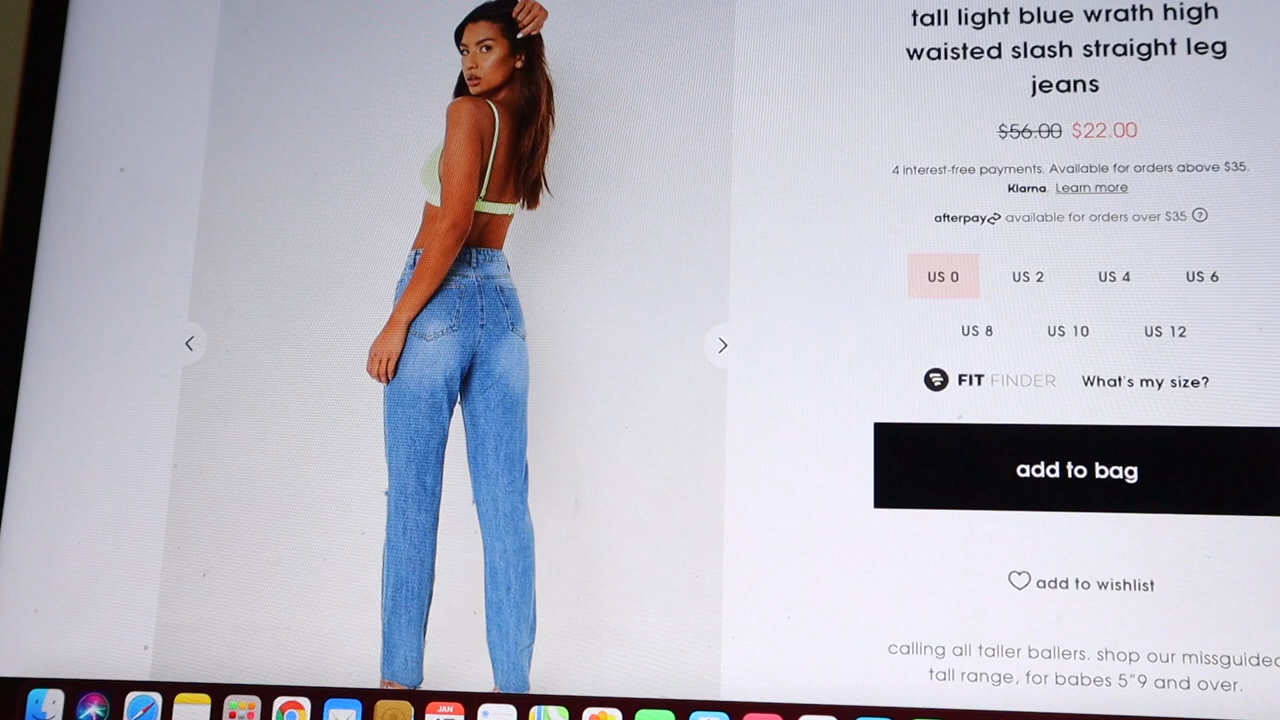 tall light blue wrath high
waisted slash straight leg
jeans
$56.00 $22.00
4 interest-free payments. Available for orders above $35.
Klarna. Learn more
afterpay available for orders over $35 ?
US 0 US 2 US 4 US 6
US 8 US 10 US 12
FIT FINDER What's my size?
add to bag
add to wishlist
calling all taller ballers. shop our missguided
tall range, for babes 5"9 and over.
JAN